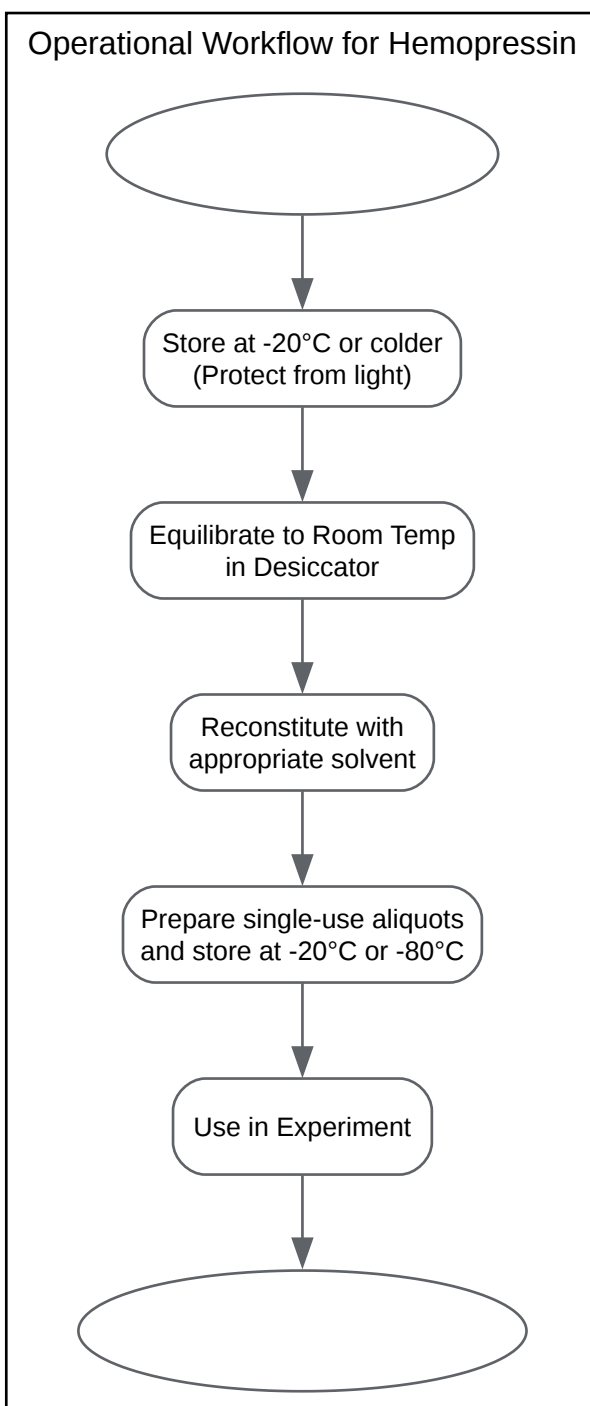 Operational Workflow for Hemopressin
Store at -20°C or colder
(Protect from light)
Equilibrate to Room Temp
in Desiccator
Reconstitute with
appropriate solvent
Prepare single-use aliquots
and store at -20°C or -80°C
Use in Experiment